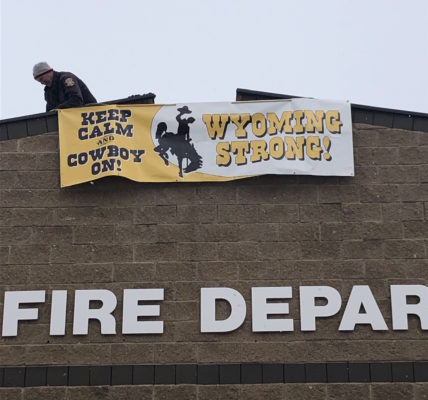 KEEP
CALM
AND
COWBOY
ON!
WYOMING
STRONG!
FIRE DEPAR